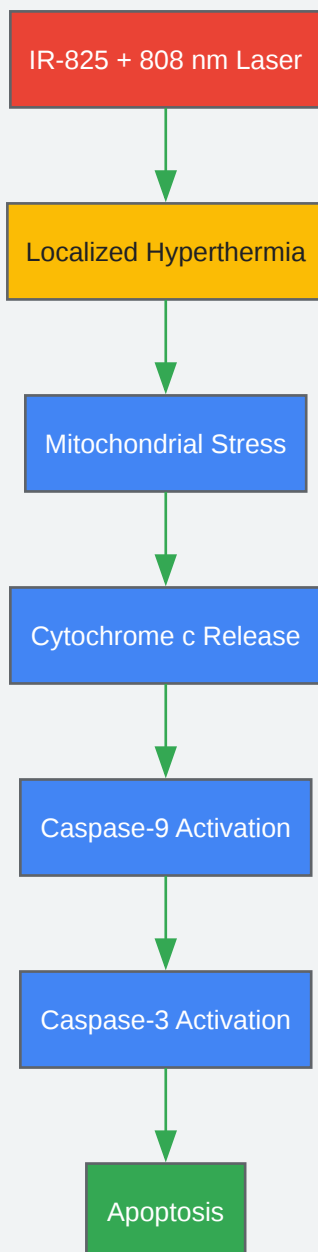 IR-825 + 808 nm Laser
Localized Hyperthermia
Mitochondrial Stress
Cytochrome c Release
Caspase-9 Activation
Caspase-3 Activation
Apoptosis